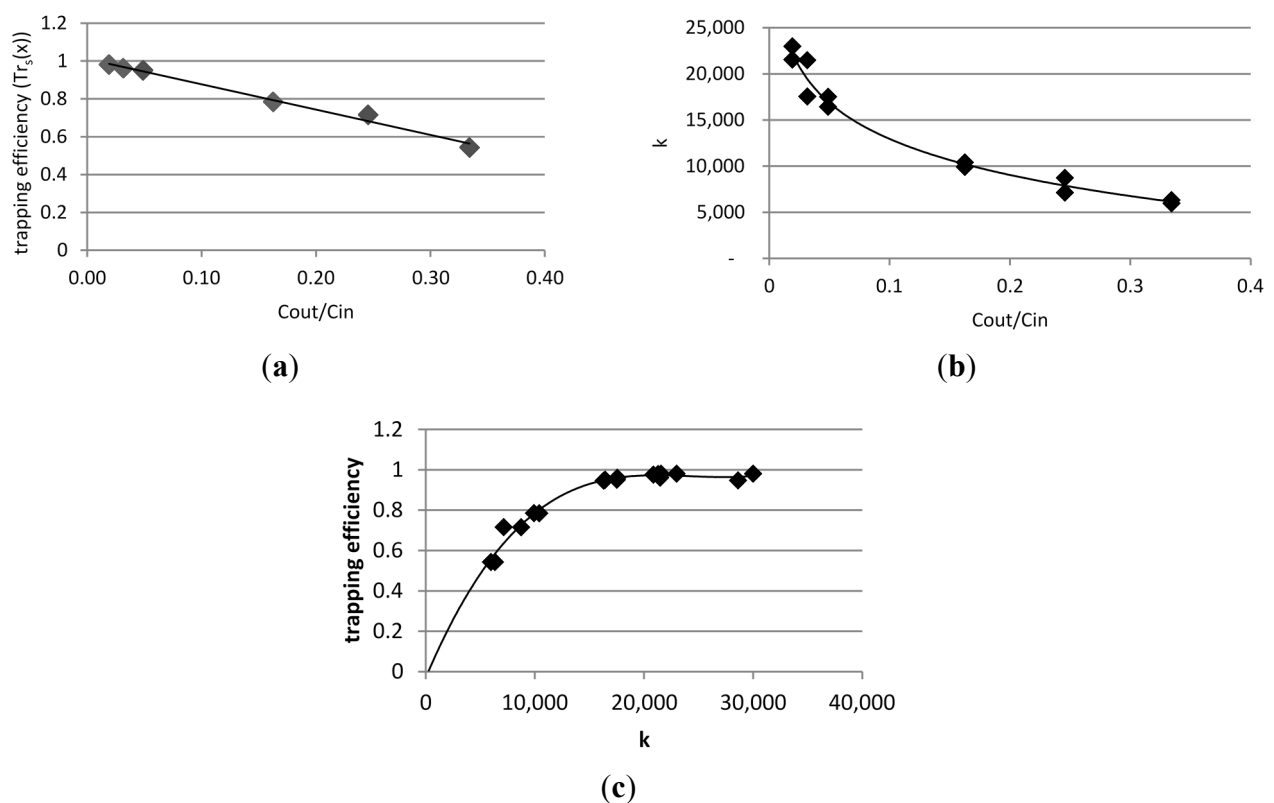 trapping efficiency (Trs(x))
1.2
1
0.8
0.6
0.4
0.2
0
0.00 0.10 0.20 0.30 0.40
Cout/Cin
(a)
k
25,000
20,000
15,000
10,000
5,000
-
0 0.1 0.2 0.3 0.4
Cout/Cin
(b)
trapping efficiency
1.2
1
0.8
0.6
0.4
0.2
0
0 10,000 20,000 30,000 40,000
k
(c)